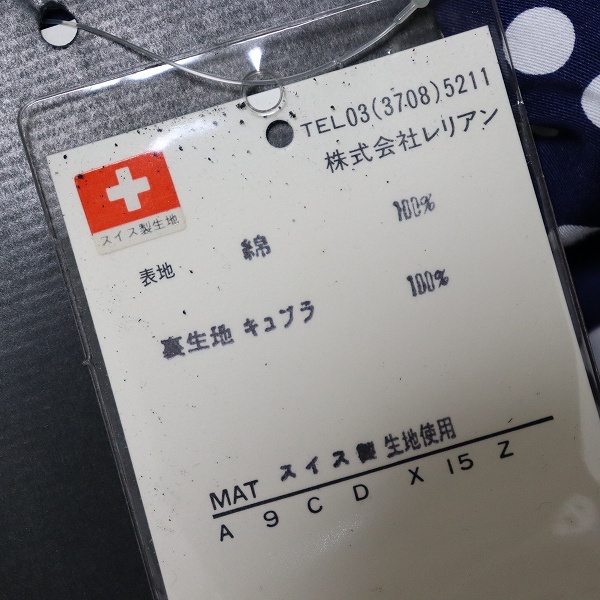 TEL03(3708)5211
株式会社レリアン
スイス製生地
表地 綿 100%
裏生地 キュプラ 100%
MAT スイス製生地使用
A 9 C D X 15 Z